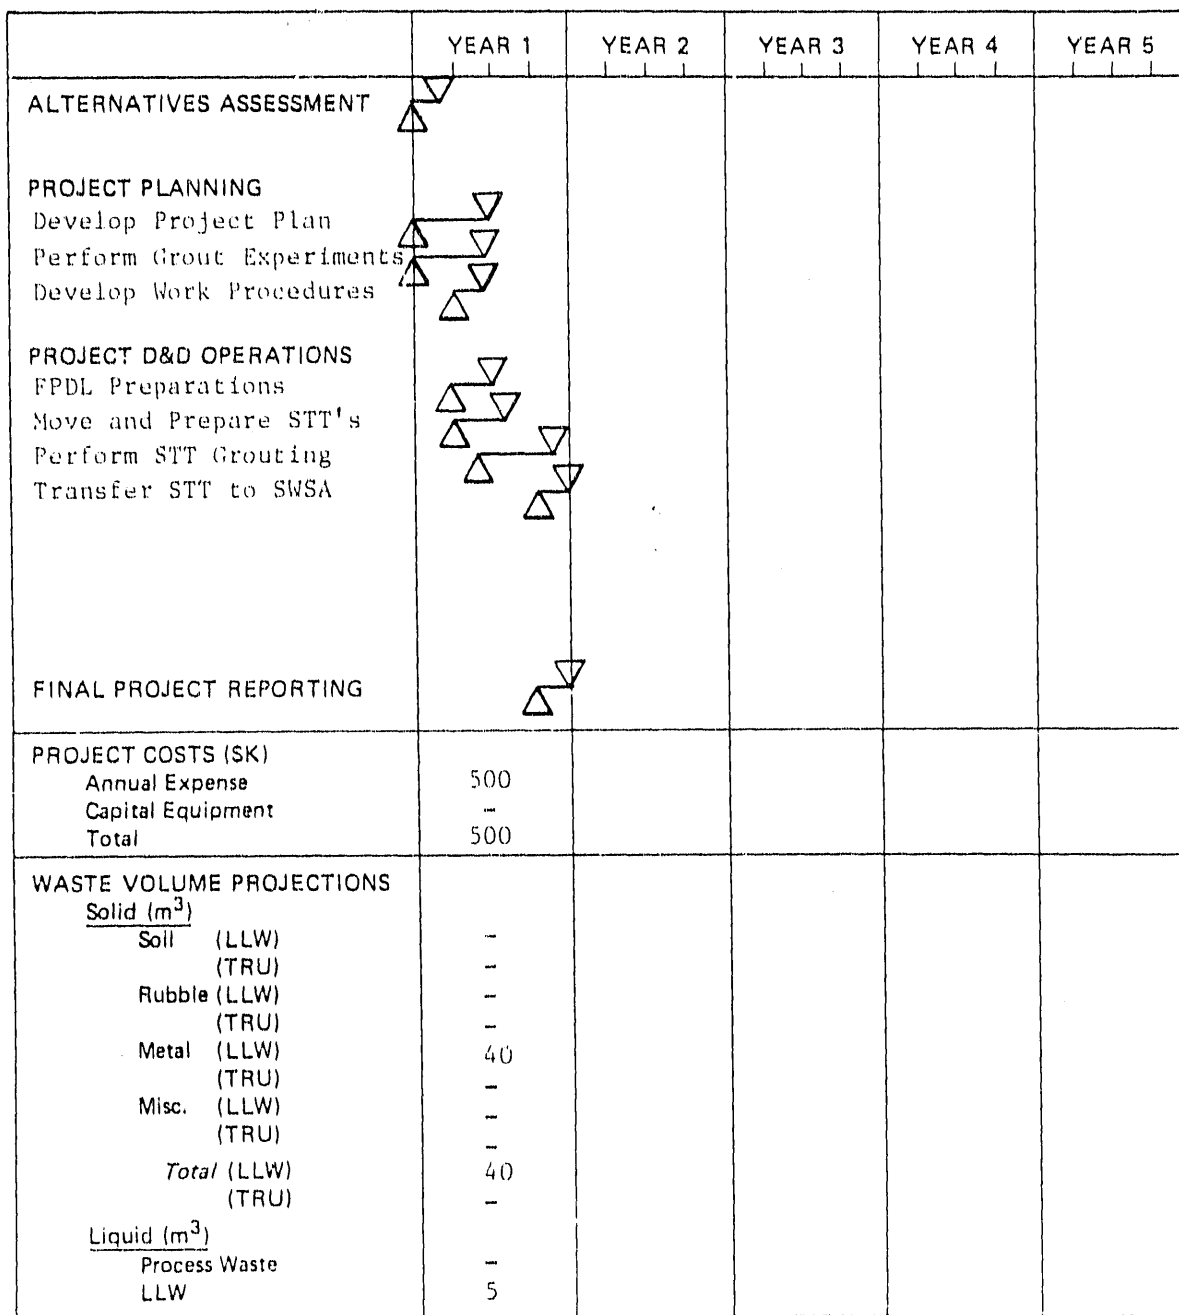 YEAR 1 YEAR 2 YEAR 3 YEAR 4 YEAR 5
ALTERNATIVES ASSESSMENT
PROJECT PLANNING
Develop Project Plan
Perform Grout Experiments
Develop Work Procedures
PROJECT D&D OPERATIONS
FPDL Preparations
Move and Prepare STT's
Perform STT Grouting
Transfer STT to SWSA
FINAL PROJECT REPORTING
PROJECT COSTS ($K)
Annual Expense 500
Capital Equipment -
Total 500
WASTE VOLUME PROJECTIONS
Solid (m³)
Soil (LLW) -
(TRU) -
Rubble (LLW) -
(TRU) -
Metal (LLW) 40
(TRU) -
Misc. (LLW) -
(TRU) -
Total (LLW) 40
(TRU) -
Liquid (m³)
Process Waste -
LLW 5